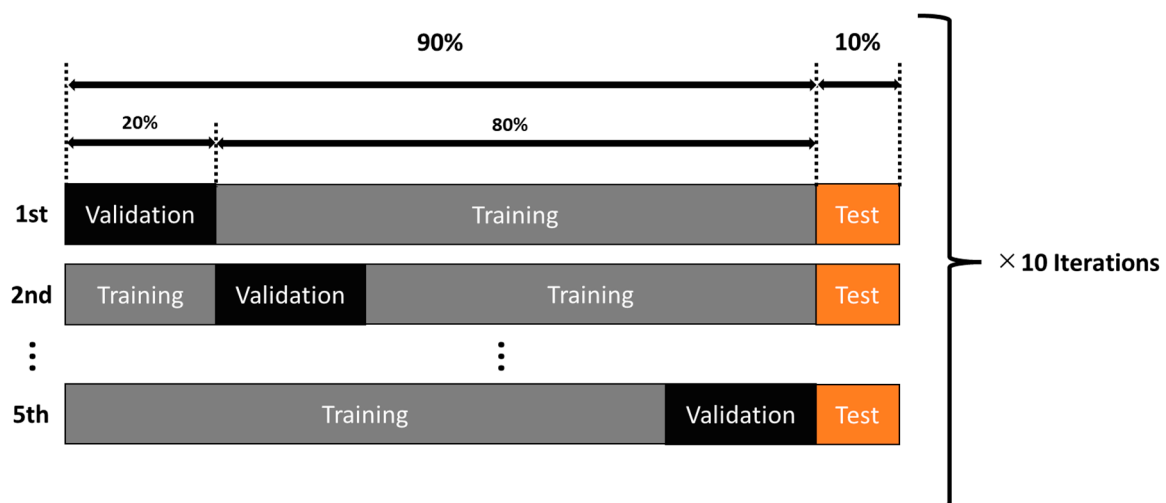 90% 10%
20% 80%
1st Validation Training Test
2nd Training Validation Training Test
5th Training Validation Test
× 10 Iterations